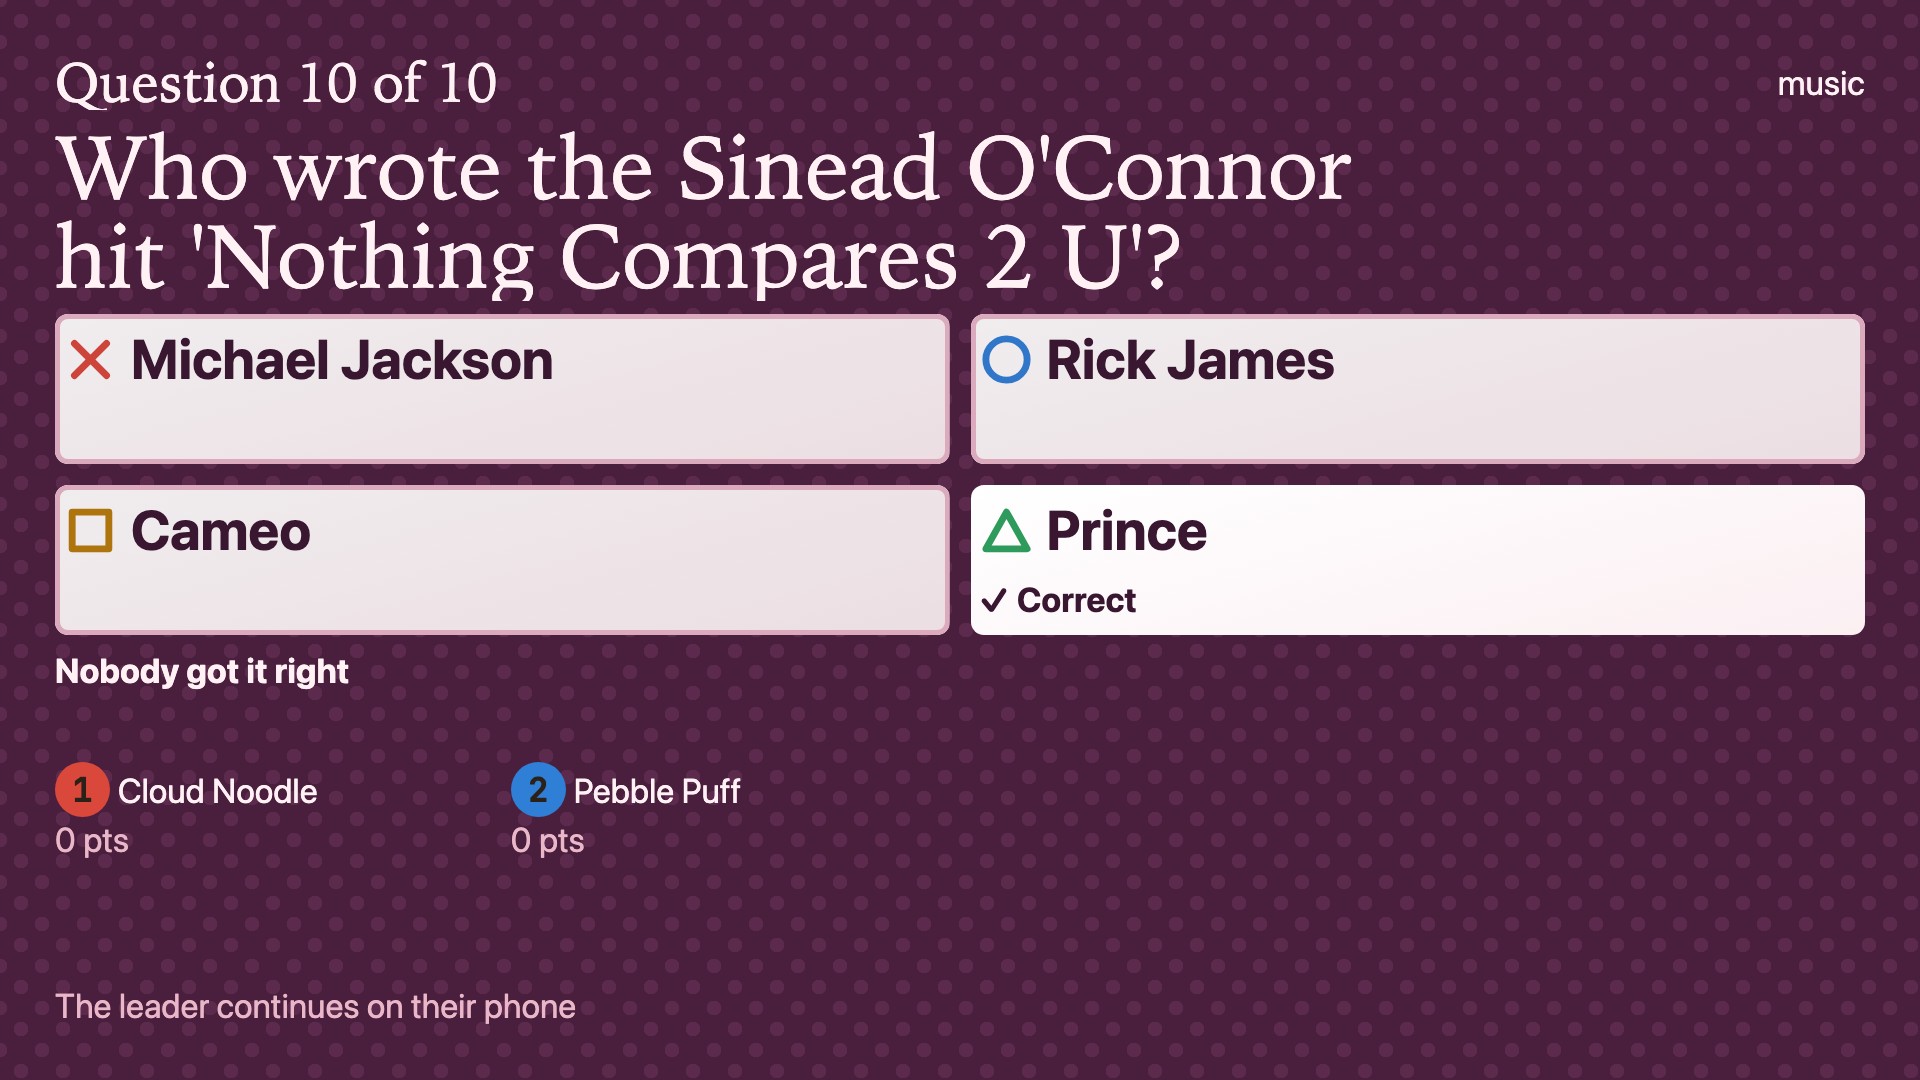 Question 10 of 10
music
Who wrote the Sinead O'Connor
hit 'Nothing Compares 2 U'?
Michael Jackson
Rick James
Cameo
Prince
✓ Correct
Nobody got it right
1 Cloud Noodle
0 pts
2 Pebble Puff
0 pts
The leader continues on their phone